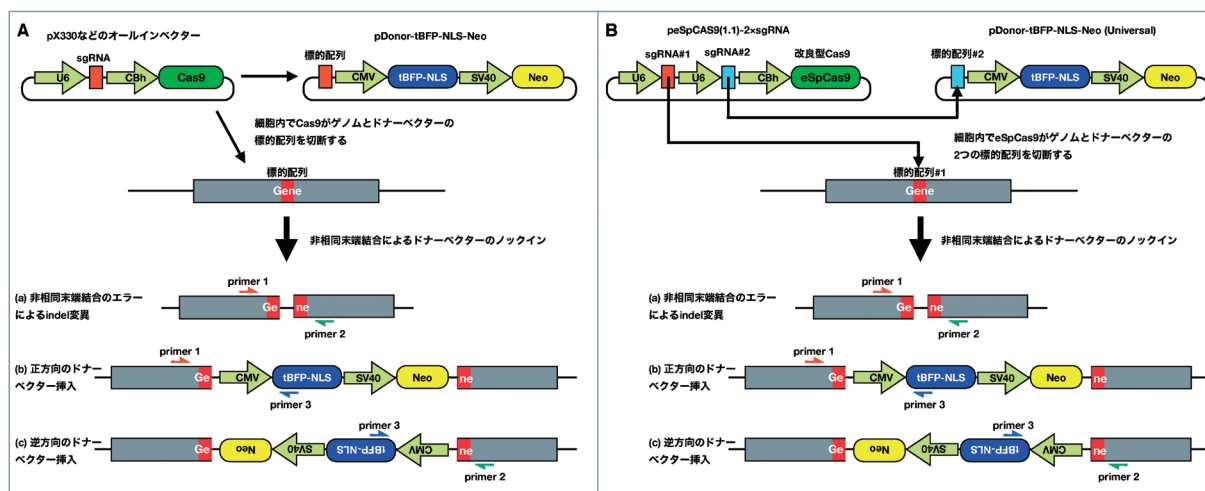 A
pX330などのオールインベクター
sgRNA
U6
CBh
Cas9
pDonor-tBFP-NLS-Neo
標的配列
CMV
tBFP-NLS
SV40
Neo
細胞内でCas9がゲノムとドナーベクターの
標的配列を切断する
標的配列
Gene
非相同末端結合によるドナーベクターのノックイン
(a) 非相同末端結合のエラー
によるindel変異
primer 1
Ge
ne
primer 2
(b) 正方向のドナー
ベクター挿入
primer 1
Ge
CMV
tBFP-NLS
SV40
Neo
ne
primer 3
(c) 逆方向のドナー
ベクター挿入
primer 3
Ge
Neo
SV40
tBFP-NLS
CMV
ne
primer 2
B
peSpCAS9(1.1)-2×sgRNA
sgRNA#1
sgRNA#2
改良型Cas9
U6
U6
CBh
eSpCas9
pDonor-tBFP-NLS-Neo (Universal)
標的配列#2
CMV
tBFP-NLS
SV40
Neo
細胞内でeSpCas9がゲノムとドナーベクターの
2つの標的配列を切断する
標的配列#1
Gene
非相同末端結合によるドナーベクターのノックイン
(a) 非相同末端結合のエラー
によるindel変異
primer 1
Ge
ne
primer 2
(b) 正方向のドナー
ベクター挿入
primer 1
Ge
CMV
tBFP-NLS
SV40
Neo
ne
primer 3
(c) 逆方向のドナー
ベクター挿入
primer 3
Ge
Neo
SV40
tBFP-NLS
CMV
ne
primer 2